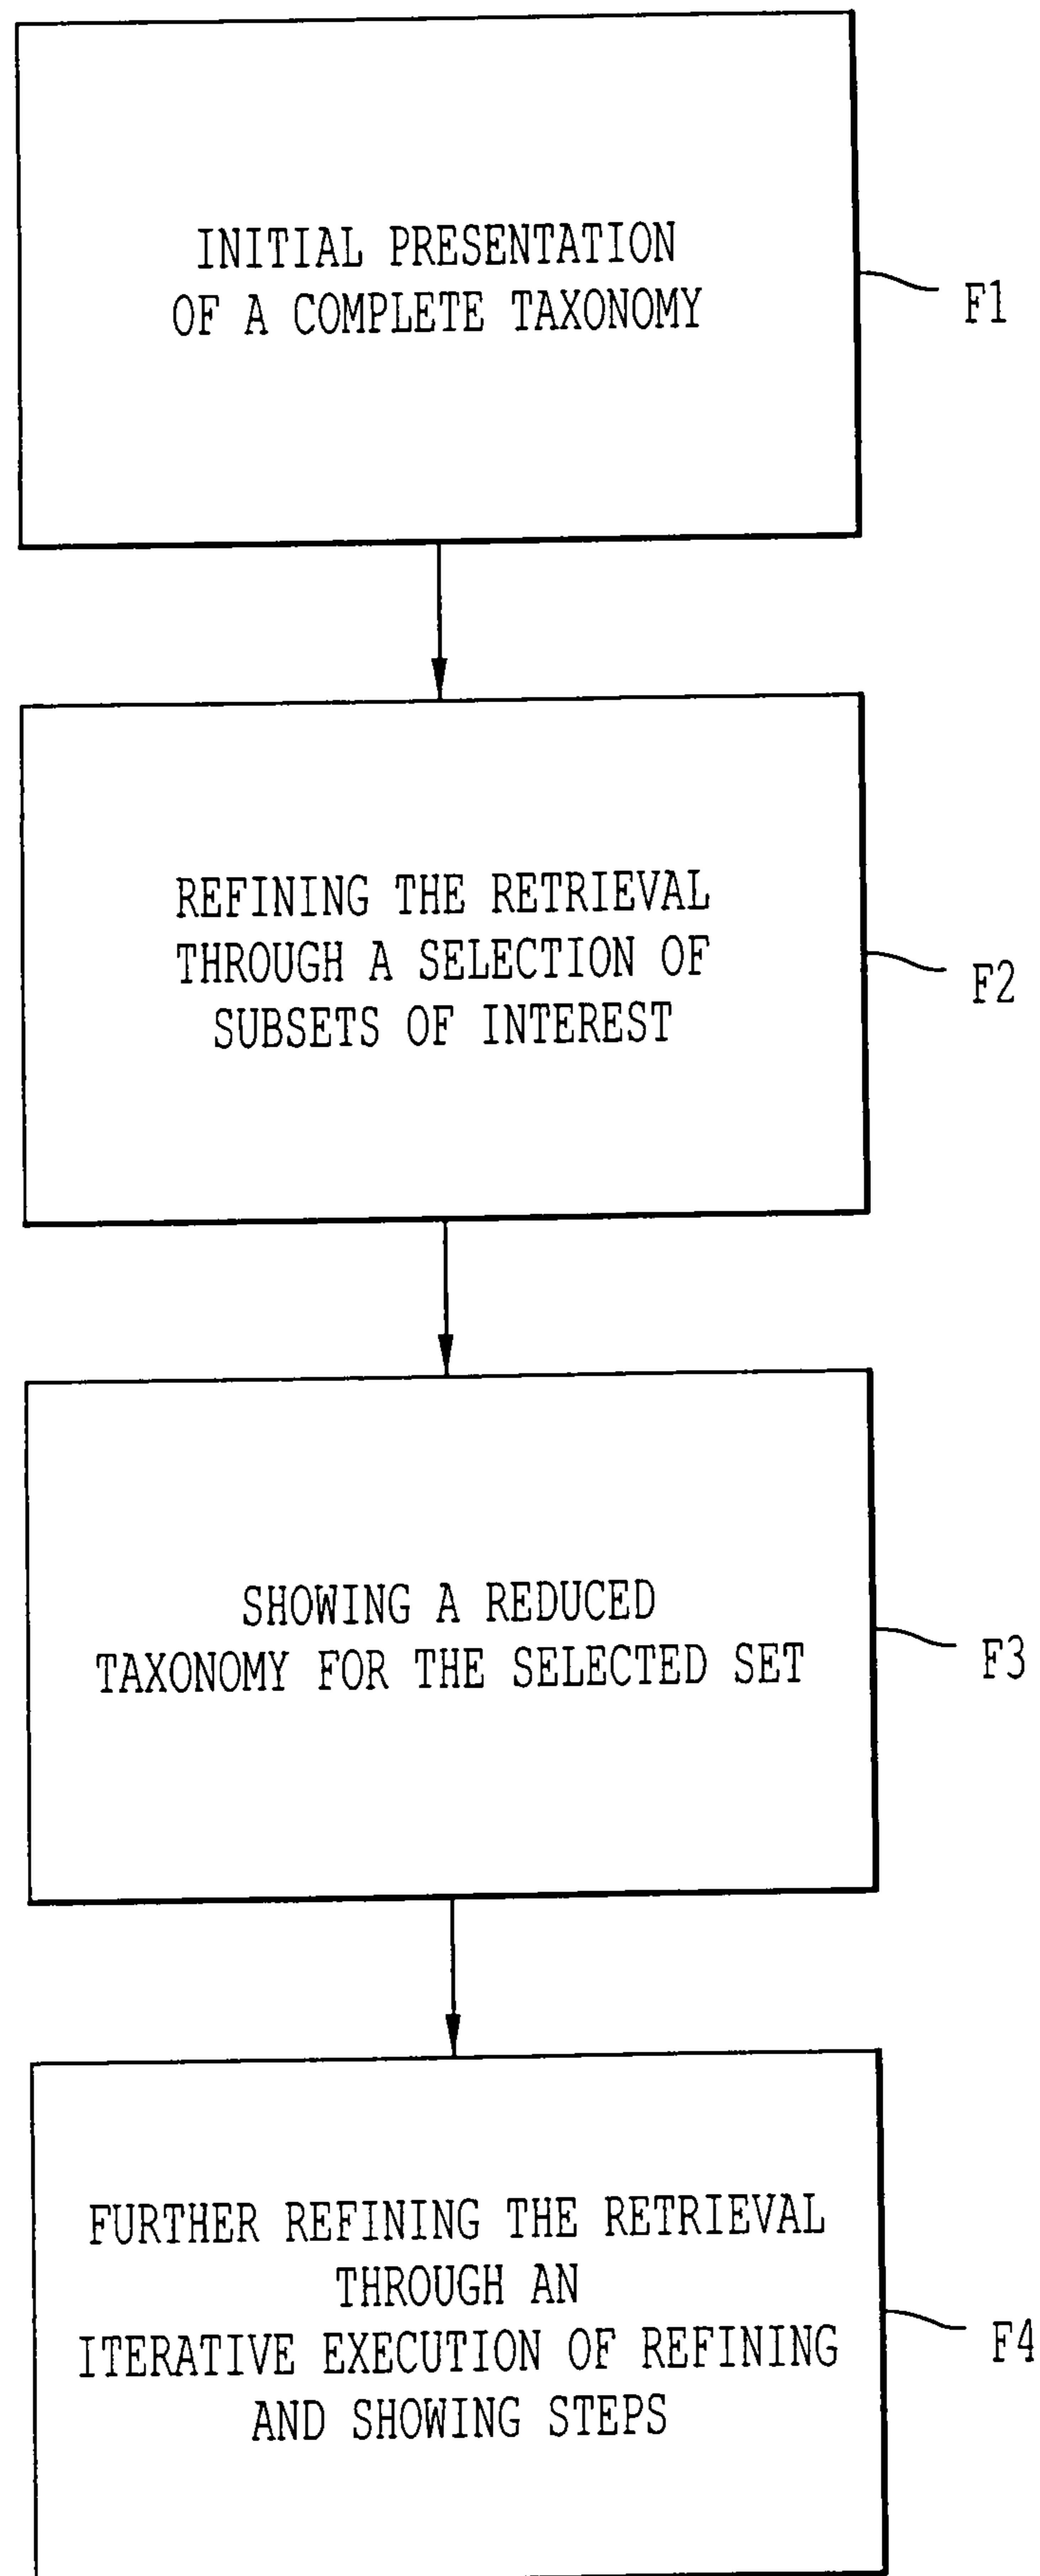 INITIAL PRESENTATION
OF A COMPLETE TAXONOMY
F1
REFINING THE RETRIEVAL
THROUGH A SELECTION OF
SUBSETS OF INTEREST
F2
SHOWING A REDUCED
TAXONOMY FOR THE SELECTED SET
F3
FURTHER REFINING THE RETRIEVAL
THROUGH AN
ITERATIVE EXECUTION OF REFINING
AND SHOWING STEPS
F4